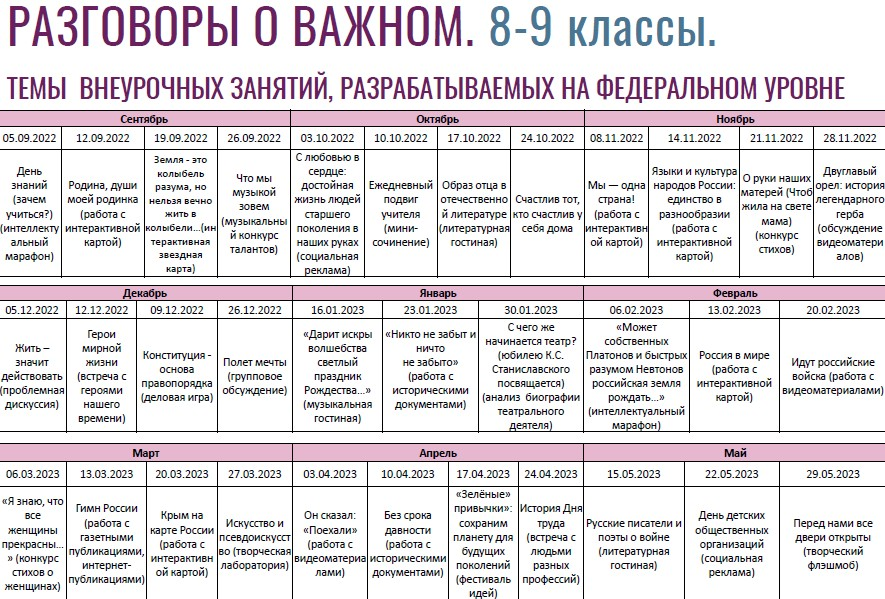 РАЗГОВОРЫ О ВАЖНОМ. 8-9 классы.
ТЕМЫ ВНЕУРОЧНЫХ ЗАНЯТИЙ, РАЗРАБАТЫВАЕМЫХ НА ФЕДЕРАЛЬНОМ УРОВНЕ
Сентябрь
Октябрь
Ноябрь
05.09.2022
12.09.2022
19.09.2022
26.09.2022
03.10.2022
10.10.2022
17.10.2022
24.10.2022
08.11.2022
14.11.2022
21.11.2022
28.11.2022
День
знаний
(зачем
учиться?)
(интеллекту
альный
марафон)
Родина, души
моей родинка
(работа с
интерактивной
картой)
Земля - это
колыбель
разума, но
нельзя вечно
жить в
колыбели...(ин
терактивная
звездная
карта)
Что мы
музыкой
зовем
(музыкальны
й конкурс
талантов)
С любовью в
сердце:
достойная
жизнь людей
старшего
поколения в
наших руках
(социальная
реклама)
Ежедневный
подвиг
учителя
(мини-
сочинение)
Образ отца в
отечественно
й литературе
(литературная
гостиная)
Счастлив тот,
кто счастлив у
себя дома
Мы — одна
страна!
(работа с
интерактивн
ой картой)
Языки и культура
народов России:
единство в
разнообразии
(работа с
интерактивной
картой)
О руки наших
матерей (Чтоб
жила на свете
мама)
(конкурс
стихов)
Двуглавый
орел: история
легендарного
герба
(обсуждение
видеоматери
алов)
Декабрь
Январь
Февраль
05.12.2022
12.12.2022
09.12.2022
26.12.2022
16.01.2023
23.01.2023
30.01.2023
06.02.2023
13.02.2023
20.02.2023
Жить –
значит
действовать
(проблемная
дискуссия)
Герои
мирной
жизни
(встреча с
героями
нашего
времени)
Конституция -
основа
правопорядка
(деловая игра)
Полет мечты
(групповое
обсуждение)
«Дарит искры
волшебства
светлый
праздник
Рождества...»
(музыкальная
гостиная)
«Никто не забыт и
ничто
не забыто»
(работа с
историческими
документами)
С чего же
начинается театр?
(юбилею К.С.
Станиславского
посвящается)
(анализ биографии
театрального
деятеля)
«Может
собственных
Платонов и быстрых
разумом Невтонов
российская земля
рождать...»
(интеллектуальный
марафон)
Россия в мире
(работа с
интерактивной
картой)
Идут российские
войска (работа с
видеоматериалами)
Март
Апрель
Май
06.03.2023
13.03.2023
20.03.2023
27.03.2023
03.04.2023
10.04.2023
17.04.2023
24.04.2023
15.05.2023
22.05.2023
29.05.2023
«Я знаю, что
все
женщины
прекрасны...
» (конкурс
стихов о
женщинах)
Гимн России
(работа с
газетными
публикациями,
интернет-
публикациями)
Крым на
карте России
(работа с
интерактивн
ой картой)
Искусство и
псевдоискусст
во (творческая
лаборатория)
Он сказал:
«Поехали»
(работа с
видеоматериа
лами)
Без срока
давности
(работа с
историческими
документами)
«Зелёные»
привычки»:
сохраним
планету для
будущих
поколений
(фестиваль
идей)
История Дня
труда
(встреча с
людьми
разных
профессий)
Русские писатели и
поэты о войне
(литературная
гостиная)
День детских
общественных
организаций
(социальная
реклама)
Перед нами все
двери открыты
(творческий
флэшмоб)